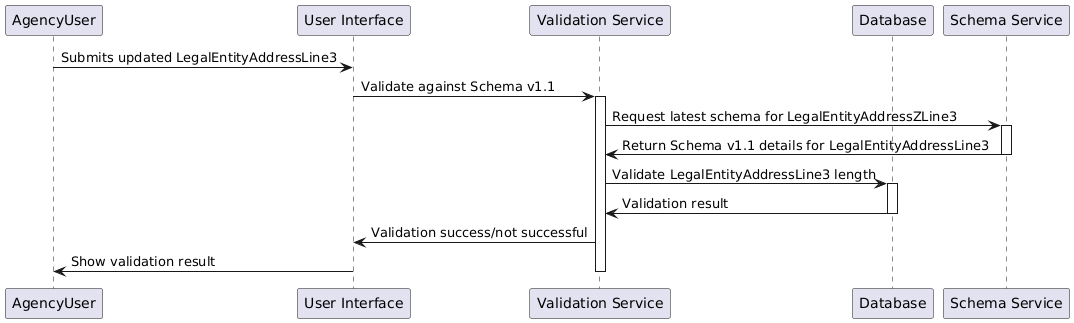 AgencyUser User Interface Validation Service Database Schema Service
Submits updated LegalEntityAddressLine3
Validate against Schema v1.1
Request latest schema for LegalEntityAddressZLine3
Return Schema v1.1 details for LegalEntityAddressLine3
Validate LegalEntityAddressLine3 length
Validation result
Validation success/not successful
Show validation result
AgencyUser User Interface Validation Service Database Schema Service